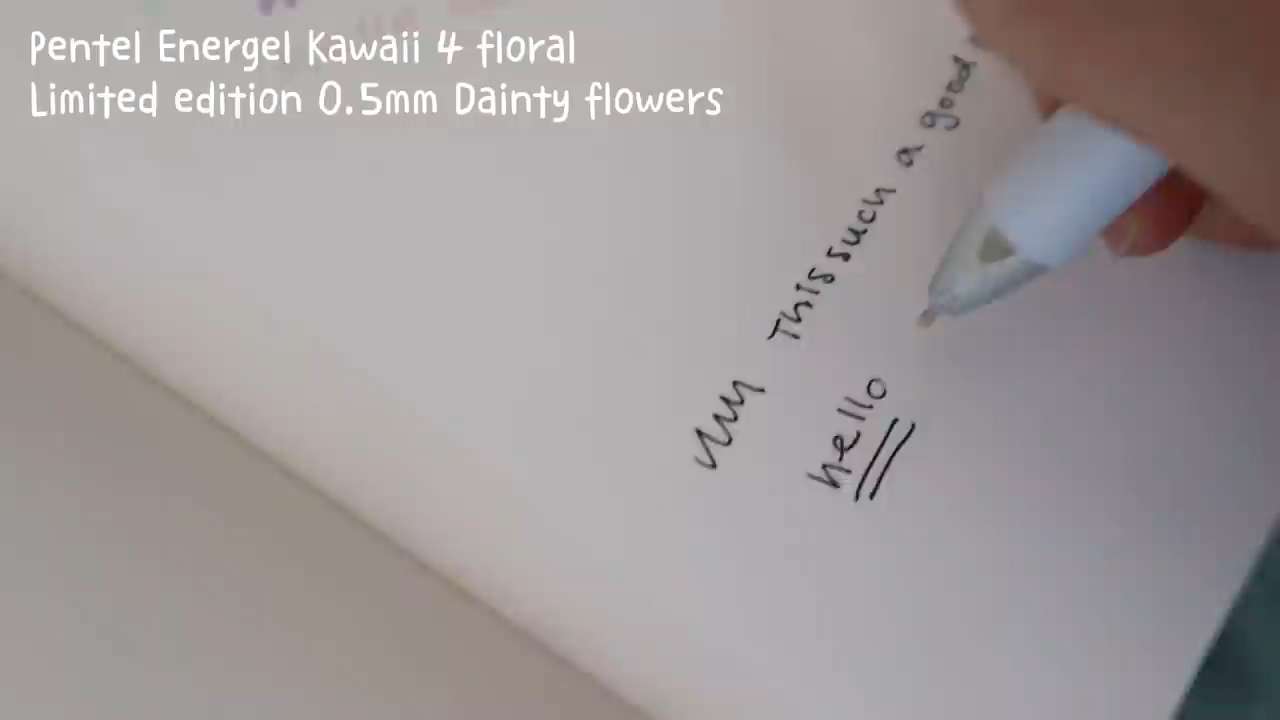 Pentel Energel Kawaii 4 floral
Limited edition 0.5mm Dainty flowers
This such a good
hello